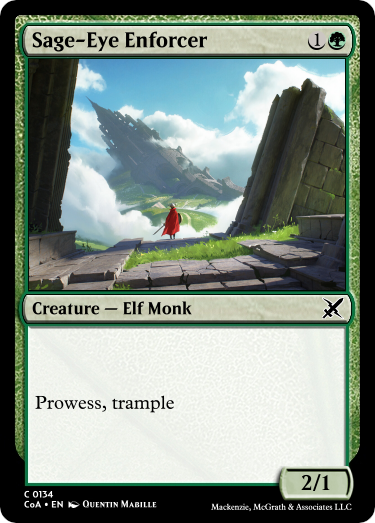 Sage-Eye Enforcer 1
Creature — Elf Monk
Prowess, trample
2/1
C 0134
CoA • EN Quentin Mabille
Mackenzie, McGrath & Associates LLC